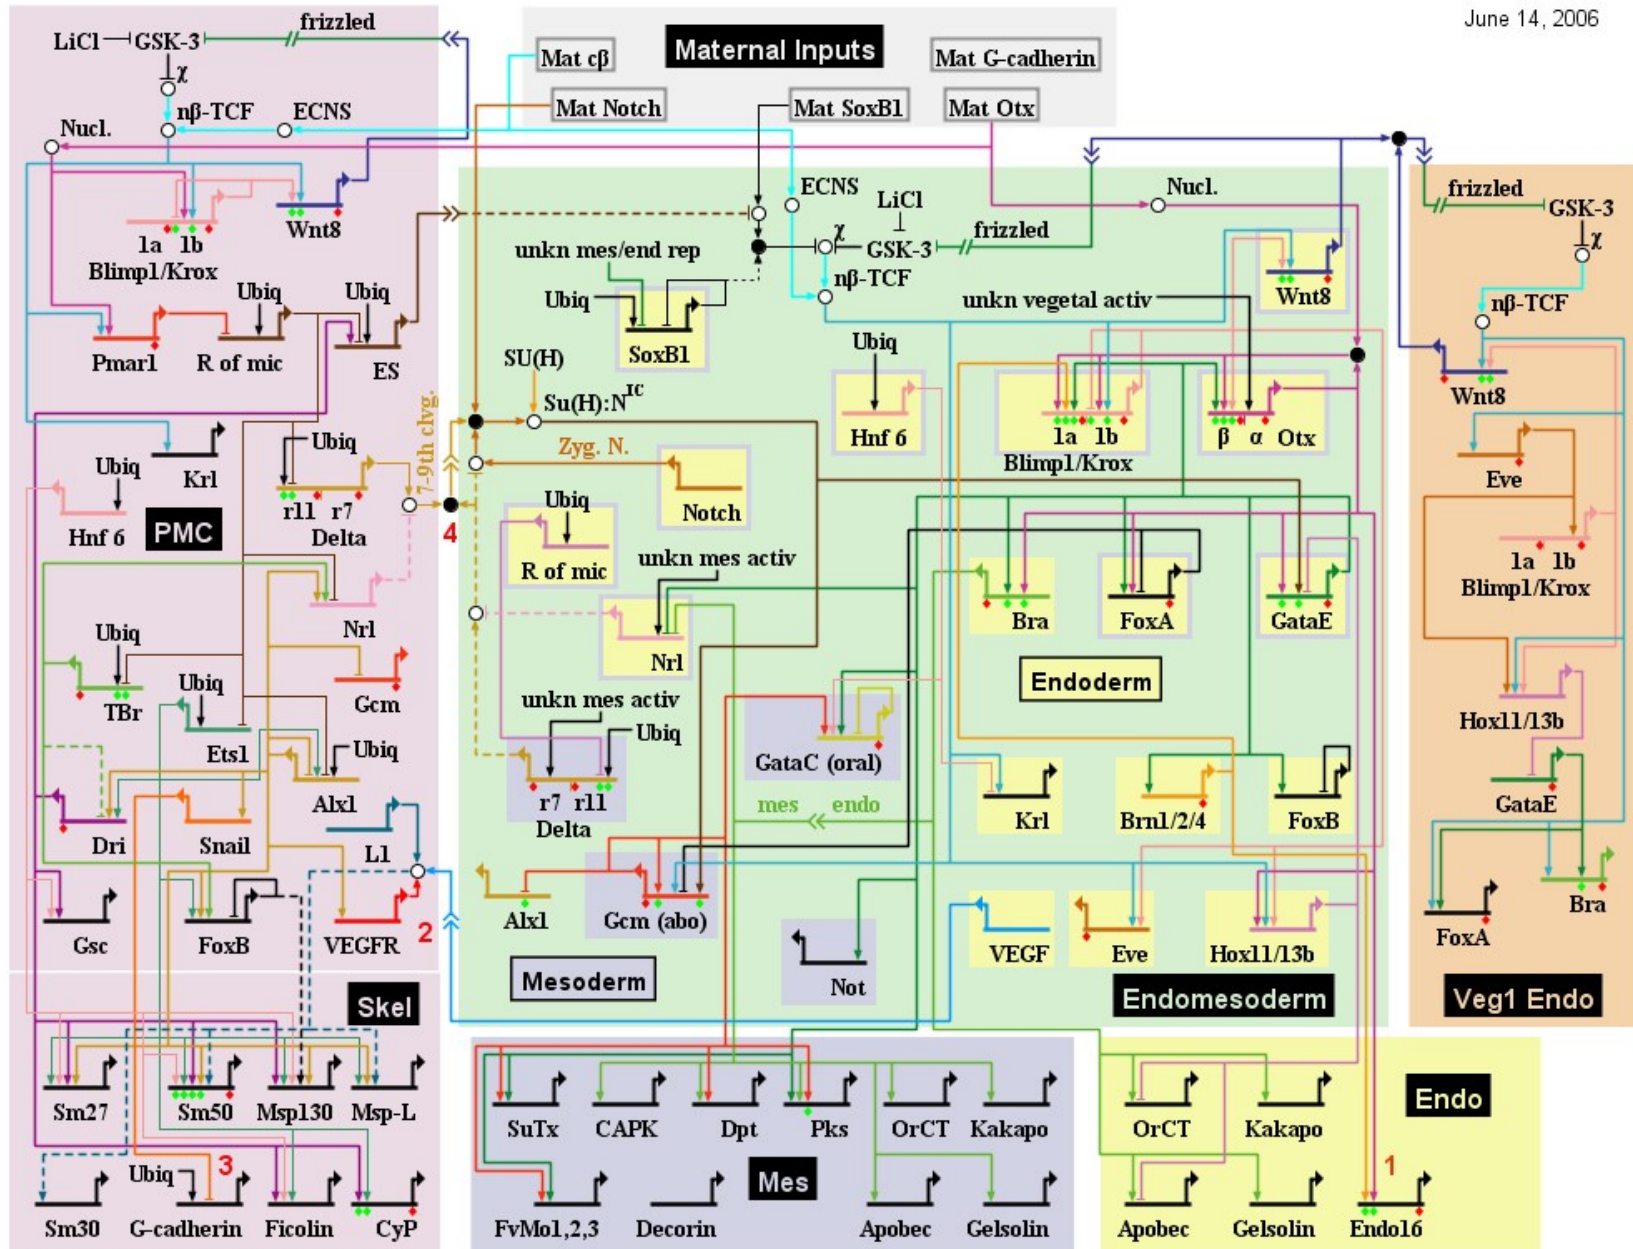 June 14, 2006
Maternal Inputs
Mat cβ
Mat G-cadherin
Mat Notch
Mat SoxB1
Mat Otx
LiCl
GSK-3
frizzled
χ
nβ-TCF
ECNS
Nucl.
Wnt8
1a 1b
Blimp1/Krox
Ubiq
Ubiq
Pmar1
R of mic
ES
Krl
Ubiq
Ubiq
r11 r7
Delta
Hnf 6
PMC
7-9th clvg.
4
Nrl
Ubiq
TBr
Gcm
Ubiq
Ets1
Ubiq
Alx1
Dri
Snail
L1
Gsc
FoxB
VEGFR
2
Skel
Sm27
Sm50
Msp130
Msp-L
3
Ubiq
Sm30
G-cadherin
Ficolin
CyP
ECNS
LiCl
χ
GSK-3
frizzled
Nucl.
nβ-TCF
unkn mes/end rep
Ubiq
SoxB1
unkn vegetal activ
Wnt8
SU(H)
Su(H):N
IC
Ubiq
Hnf 6
1a 1b
Blimp1/Krox
β α Otx
Zyg. N.
Notch
Ubiq
R of mic
unkn mes activ
Nrl
Bra
FoxA
GataE
Endoderm
unkn mes activ
Ubiq
r7 r11
Delta
GataC (oral)
mes endo
Krl
Brn1/2/4
FoxB
Alx1
Gcm (abo)
Mesoderm
Not
VEGF
Eve
Hox11/13b
Endomesoderm
frizzled
GSK-3
χ
nβ-TCF
Wnt8
Eve
1a 1b
Blimp1/Krox
Hox11/13b
GataE
Bra
FoxA
Veg1 Endo
SuTx
CAPK
Dpt
Pks
OrCT
Kakapo
Mes
FvMo1,2,3
Decorin
Apobec
Gelsolin
Endo
OrCT
Kakapo
1
Apobec
Gelsolin
Endo16